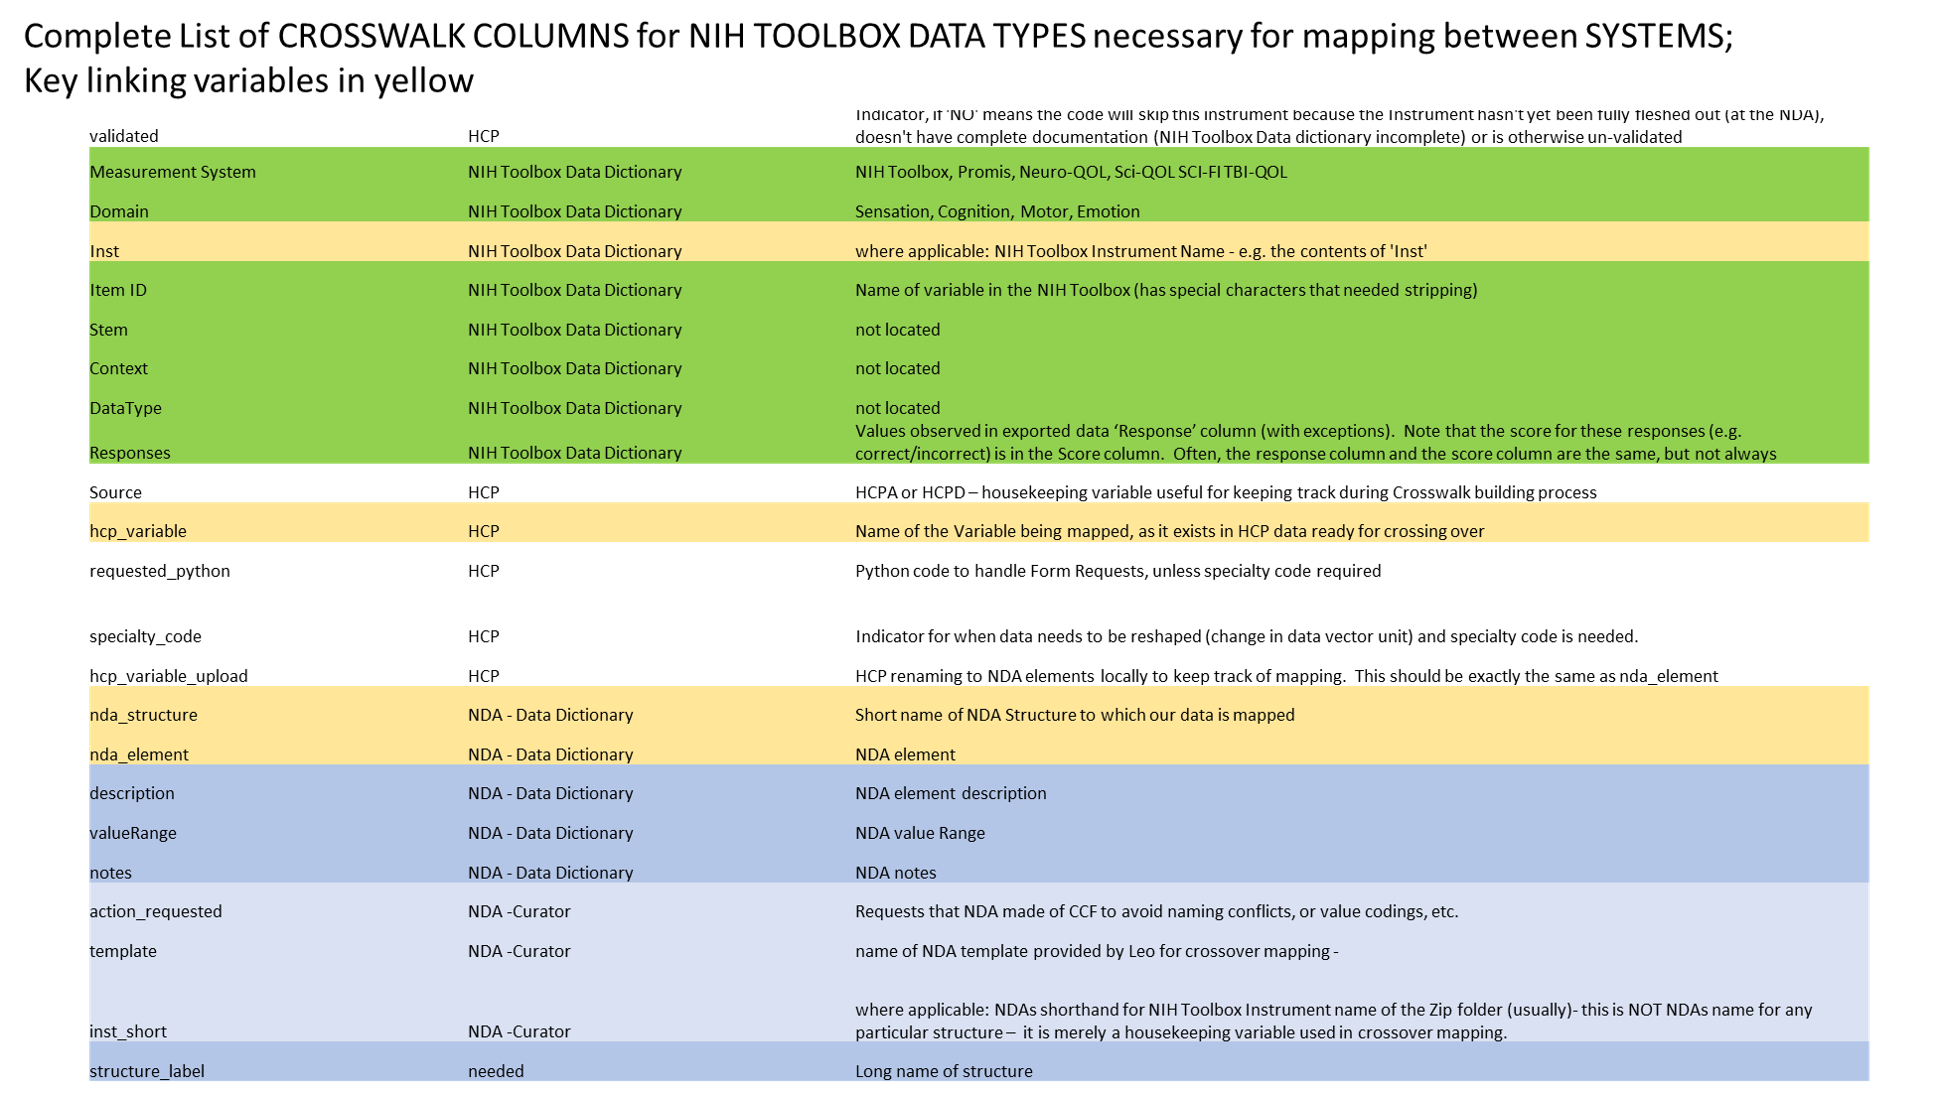 Complete List of CROSSWALK COLUMNS for NIH TOOLBOX DATA TYPES necessary for mapping between SYSTEMS;
Key linking variables in yellow
Indicator, if 'NO' means the code will skip this instrument because the Instrument hasn't yet been fully fleshed out (at the NDA),
validated HCP doesn't have complete documentation (NIH Toolbox Data dictionary incomplete) or is otherwise un-validated
Measurement System NIH Toolbox Data Dictionary NIH Toolbox, Promis, Neuro-QOL, Sci-QOL SCI-FI TBI-QOL
Domain NIH Toolbox Data Dictionary Sensation, Cognition, Motor, Emotion
Inst NIH Toolbox Data Dictionary where applicable: NIH Toolbox Instrument Name - e.g. the contents of 'Inst'
Item ID NIH Toolbox Data Dictionary Name of variable in the NIH Toolbox (has special characters that needed stripping)
Stem NIH Toolbox Data Dictionary not located
Context NIH Toolbox Data Dictionary not located
DataType NIH Toolbox Data Dictionary not located
Values observed in exported data ‘Response’ column (with exceptions). Note that the score for these responses (e.g.
Responses NIH Toolbox Data Dictionary correct/incorrect) is in the Score column. Often, the response column and the score column are the same, but not always
Source HCP HCPA or HCPD – housekeeping variable useful for keeping track during Crosswalk building process
hcp_variable HCP Name of the Variable being mapped, as it exists in HCP data ready for crossing over
requested_python HCP Python code to handle Form Requests, unless specialty code required
specialty_code HCP Indicator for when data needs to be reshaped (change in data vector unit) and specialty code is needed.
hcp_variable_upload HCP HCP renaming to NDA elements locally to keep track of mapping. This should be exactly the same as nda_element
nda_structure NDA - Data Dictionary Short name of NDA Structure to which our data is mapped
nda_element NDA - Data Dictionary NDA element
description NDA - Data Dictionary NDA element description
valueRange NDA - Data Dictionary NDA value Range
notes NDA - Data Dictionary NDA notes
action_requested NDA -Curator Requests that NDA made of CCF to avoid naming conflicts, or value codings, etc.
template NDA -Curator name of NDA template provided by Leo for crossover mapping -
where applicable: NDAs shorthand for NIH Toolbox Instrument name of the Zip folder (usually)- this is NOT NDAs name for any
inst_short NDA -Curator particular structure – it is merely a housekeeping variable used in crossover mapping.
structure_label needed Long name of structure